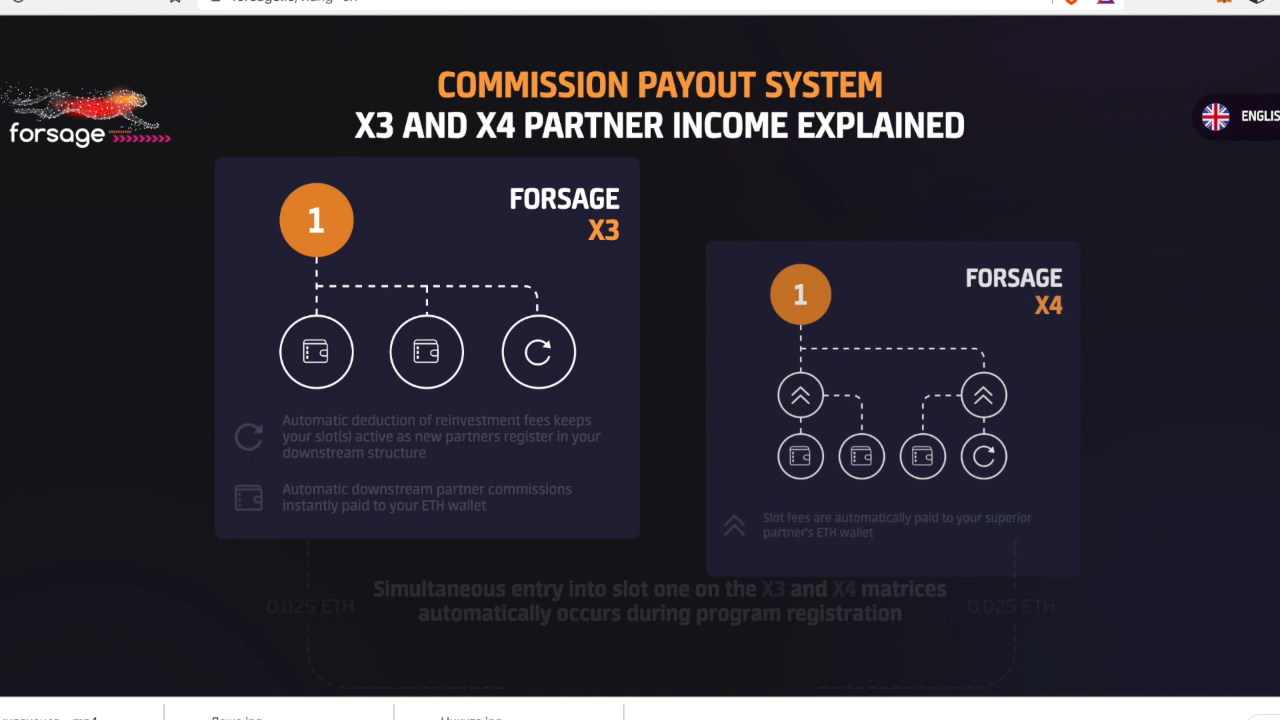 COMMISSION PAYOUT SYSTEM
X3 AND X4 PARTNER INCOME EXPLAINED
forsage
1
FORSAGE
X3
Automatic deduction of reinvestment fees keeps
your slot(s) active as new partners register in your
downstream structure
Automatic downstream partner commissions
instantly paid to your ETH wallet
1
FORSAGE
X4
Slot fees are automatically paid to your superior
partner's ETH wallet
Simultaneous entry into slot one on the X3 and X4 matrices
automatically occurs during program registration
0.025 ETH
0.025 ETH
ENGLIS